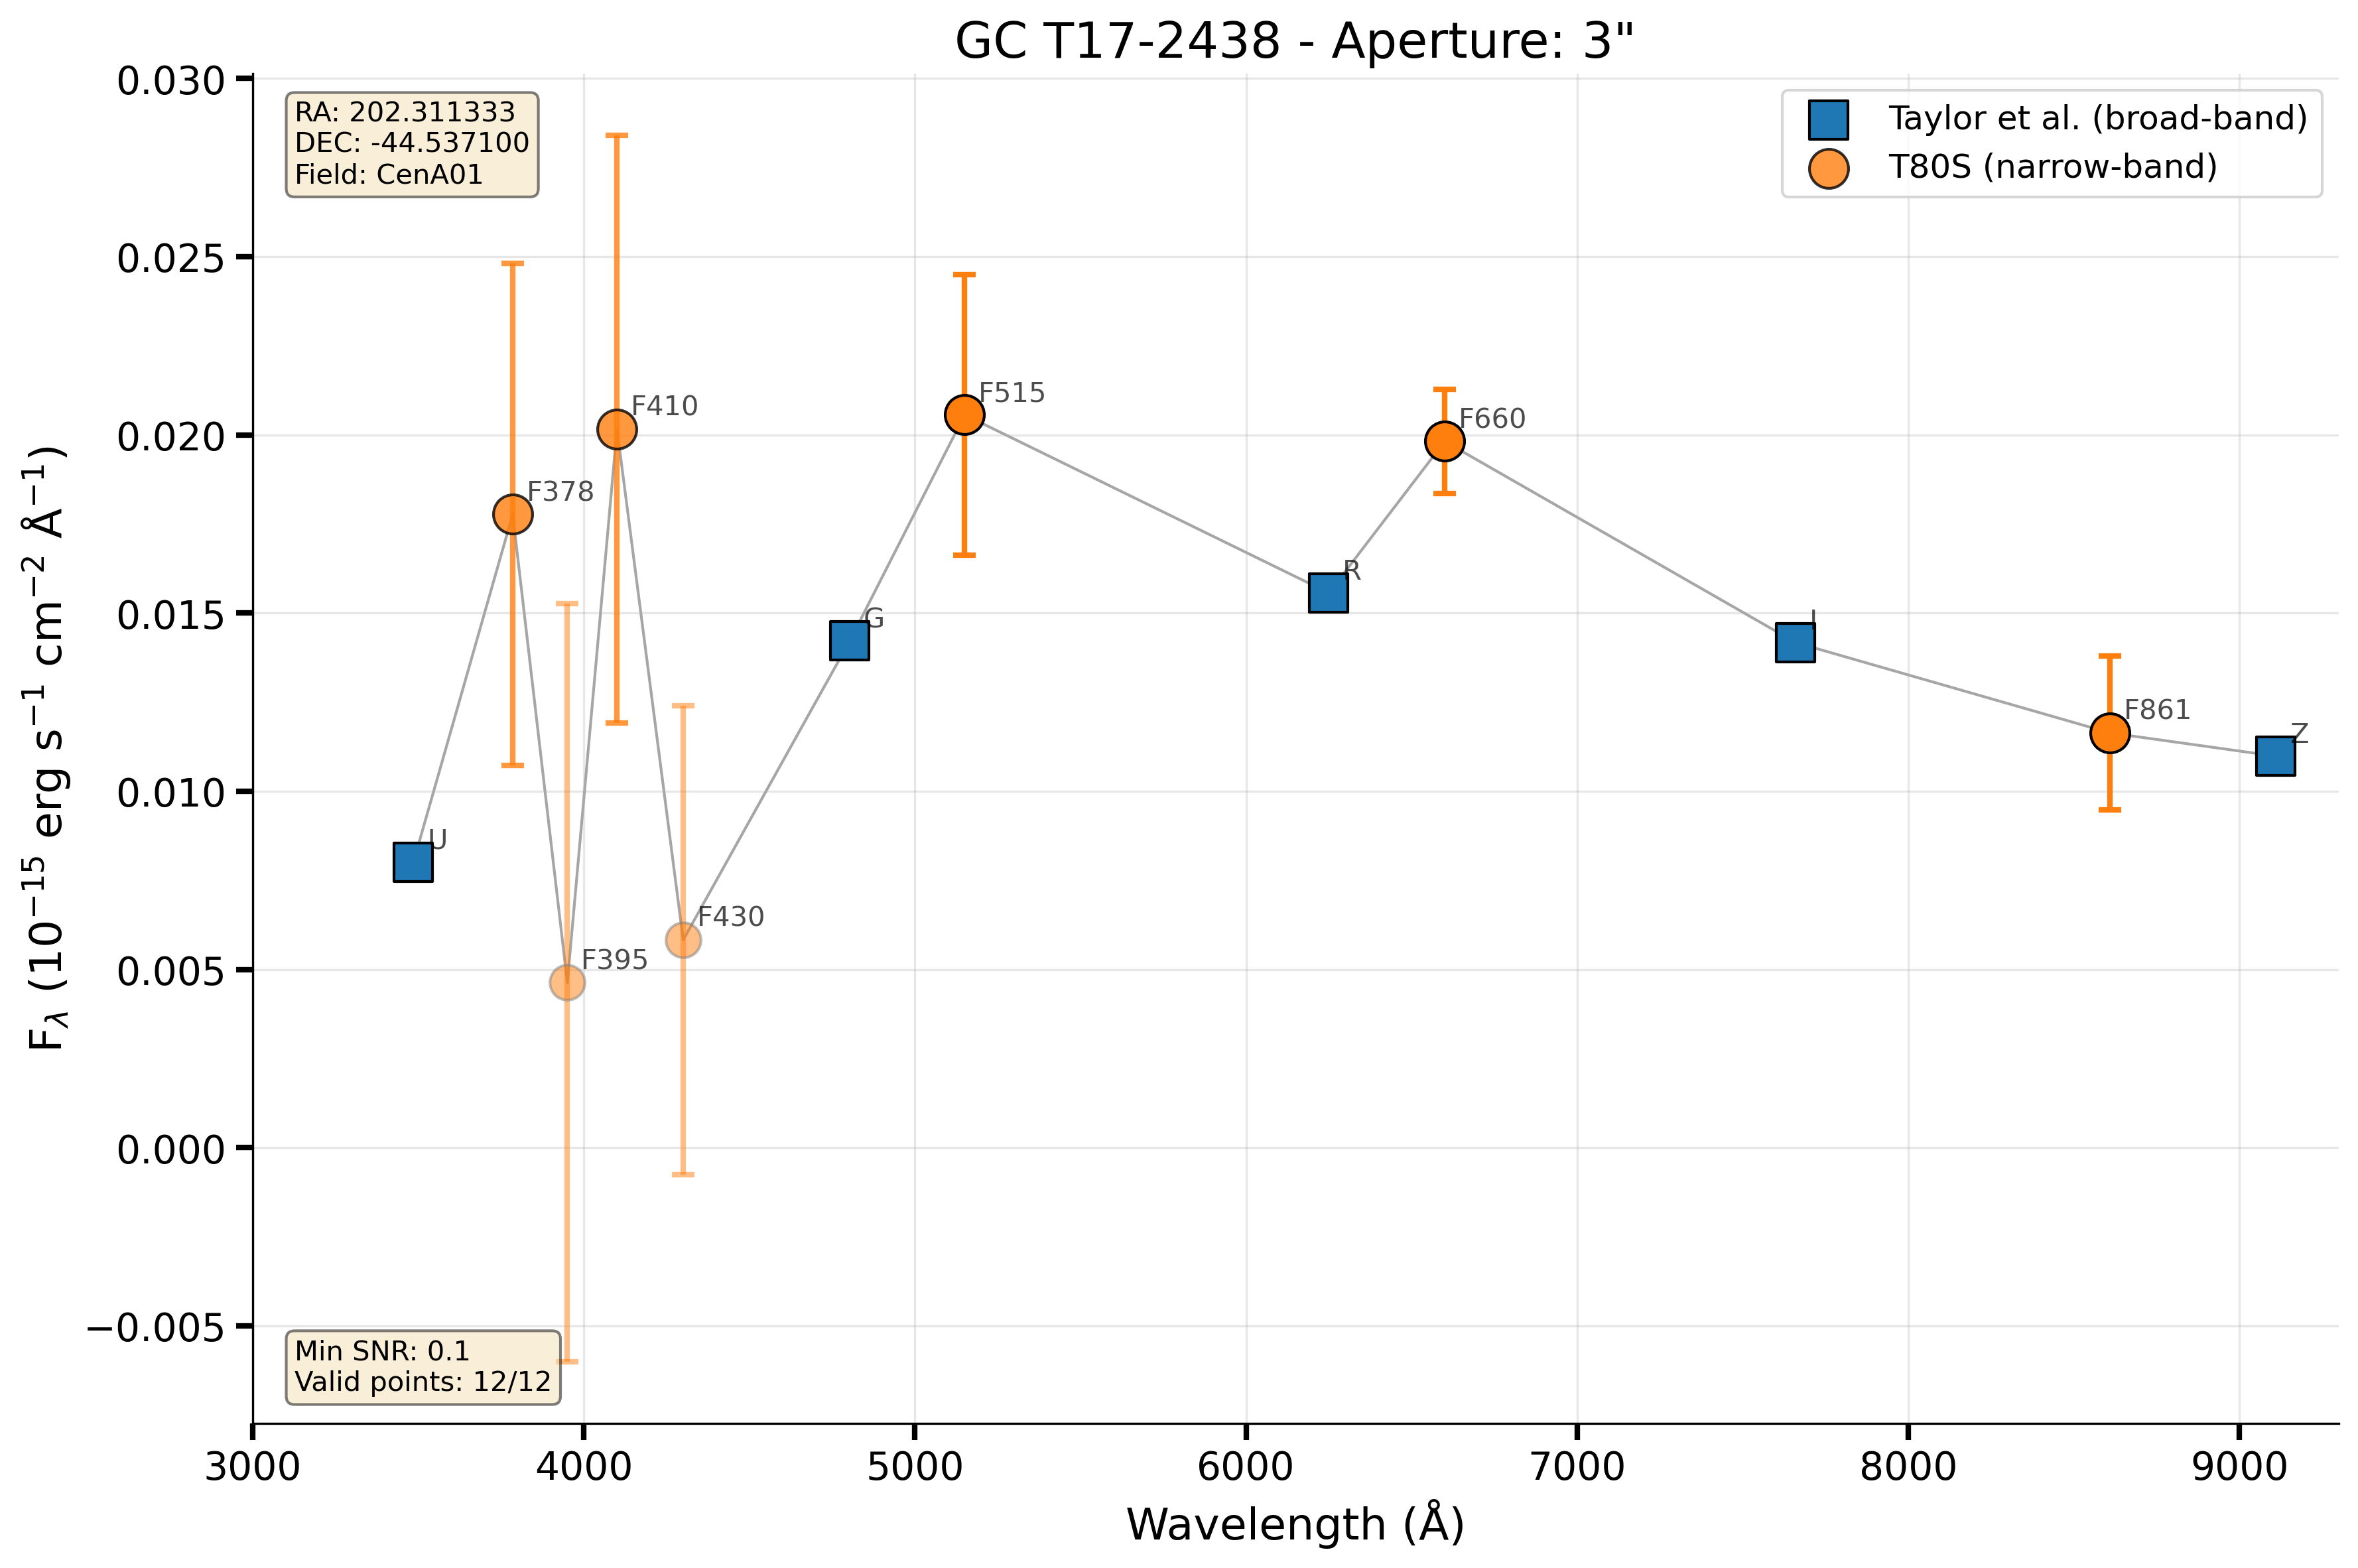 GC T17-2438 - Aperture: 3"
RA: 202.311333
DEC: -44.537100
Field: CenA01
Taylor et al. (broad-band)
T80S (narrow-band)
F$_{λ}$ (10$^{−15}$ erg s$^{−1}$ cm$^{−2}$ Å$^{−1}$)
0.030
0.025
0.020
0.015
0.010
0.005
0.000
−0.005
U
F378
F395
F410
F430
G
F515
R
F660
I
F861
Z
Min SNR: 0.1
Valid points: 12/12
3000 4000 5000 6000 7000 8000 9000
Wavelength (Å)